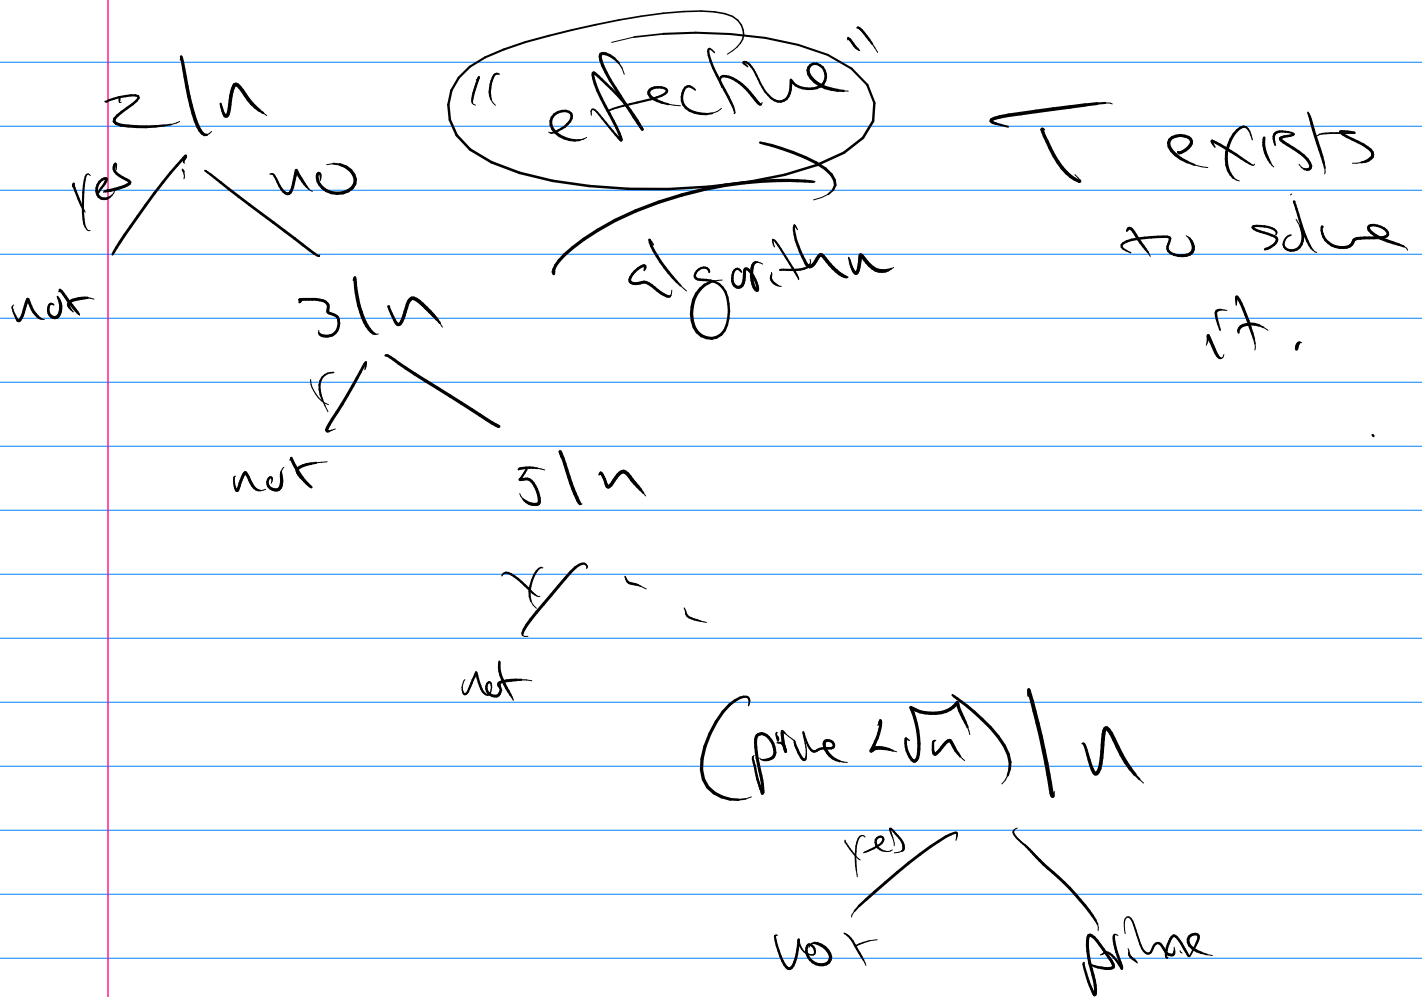 2 | n
yes no
not
3 | n
Y
not
5 | n
Y
not
(prime < √n) | n
yes
not prime
"effective"
algorithm
T exists
to solve
it.